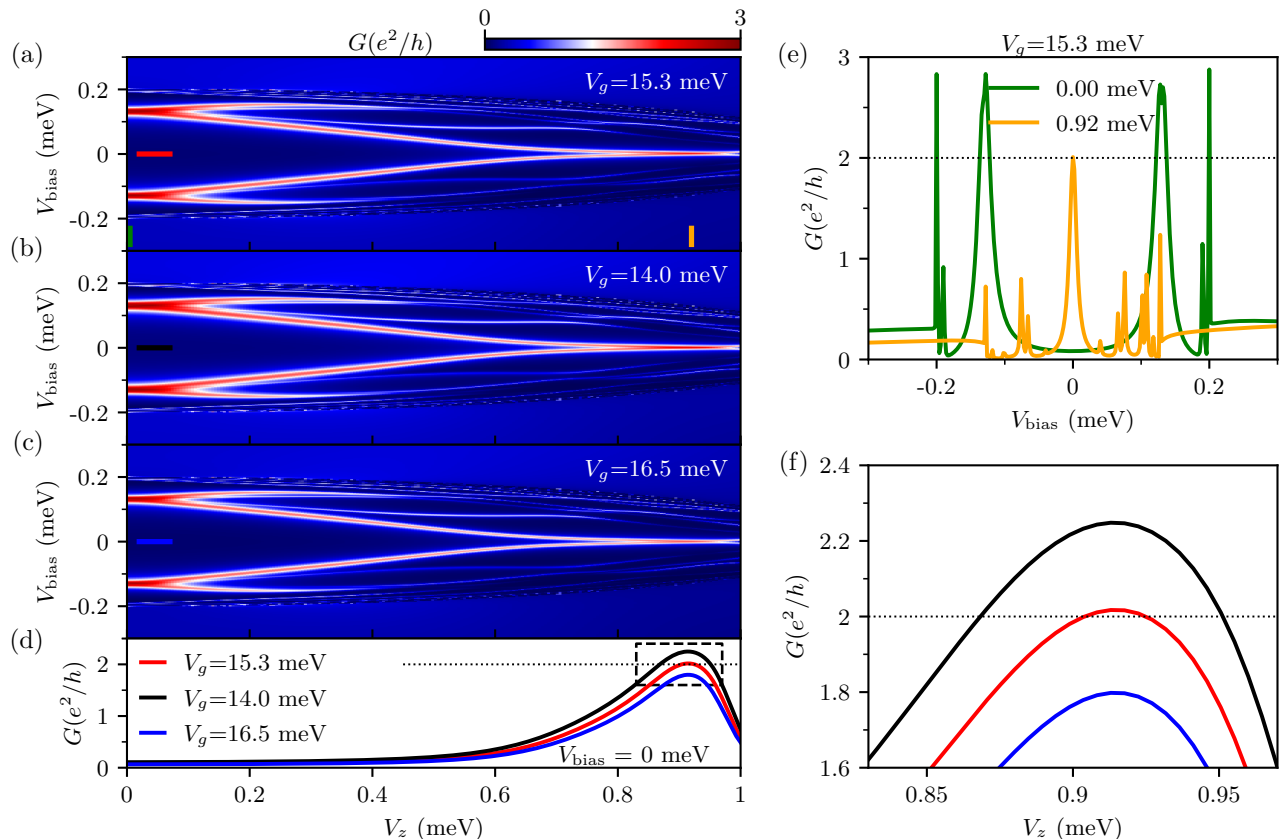 0
3
G(e²/h)
(a)
V_g=15.3 meV
0.2
0
-0.2
V_bias (meV)
(b)
V_g=14.0 meV
0.2
0
-0.2
V_bias (meV)
(c)
V_g=16.5 meV
0.2
0
-0.2
V_bias (meV)
(d)
V_g=15.3 meV
V_g=14.0 meV
V_g=16.5 meV
V_bias = 0 meV
2
1
0
G(e²/h)
0 0.2 0.4 0.6 0.8 1
V_z (meV)
(e)
V_g=15.3 meV
0.00 meV
0.92 meV
3
2
1
0
G(e²/h)
-0.2 0 0.2
V_bias (meV)
(f)
2.4
2.2
2
1.8
1.6
G(e²/h)
0.85 0.9 0.95
V_z (meV)